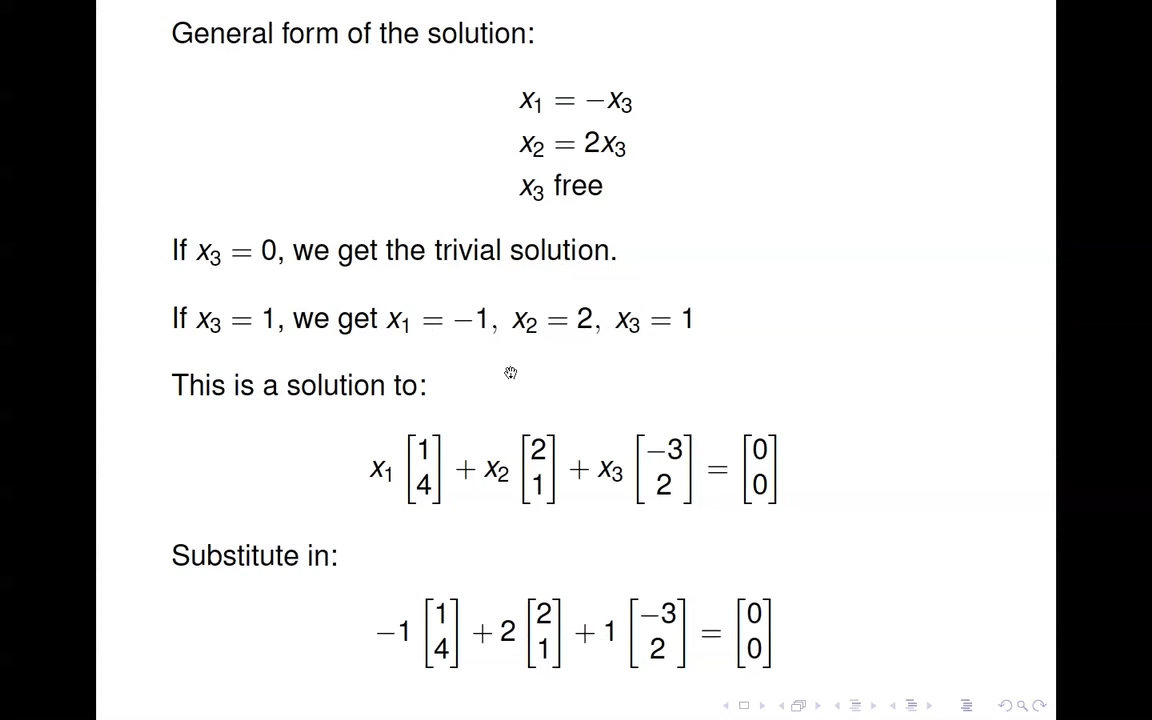 General form of the solution:
x₁ = −x₃
x₂ = 2x₃
x₃ free
If x₃ = 0, we get the trivial solution.
If x₃ = 1, we get x₁ = −1, x₂ = 2, x₃ = 1
This is a solution to:
x₁ [1 4] + x₂ [2 1] + x₃ [−3 2] = [0 0]
Substitute in:
−1 [1 4] + 2 [2 1] + 1 [−3 2] = [0 0]